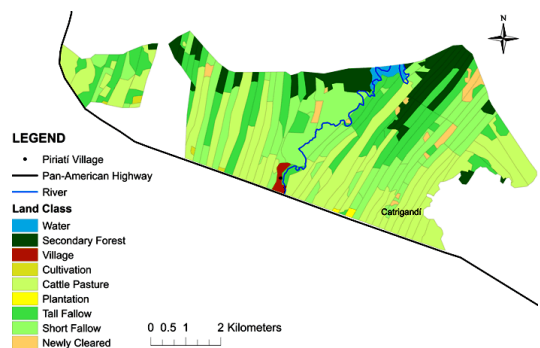 N
LEGEND
Piriatí Village
Pan-American Highway
River
Land Class
Water
Secondary Forest
Village
Cultivation
Cattle Pasture
Plantation
Tall Fallow
Short Fallow
Newly Cleared
Catrigandí
0 0.5 1 2 Kilometers